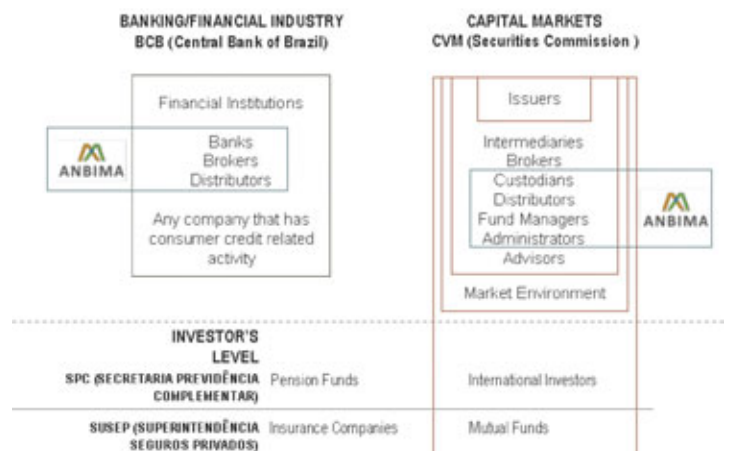 BANKING/FINANCIAL INDUSTRY
BCB (Central Bank of Brazil)
CAPITAL MARKETS
CVM (Securities Commission )
Financial Institutions
ANBIMA
Banks
Brokers
Distributors
Any company that has
consumer credit related
activity
Issuers
Intermediaries
Brokers
Custodians
Distributors
Fund Managers
Administrators
Advisors
ANBIMA
Market Environment
INVESTOR'S
LEVEL
SPC (SECRETARIA PREVIDÊNCIA
COMPLEMENTAR)
Pension Funds
International Investors
SUSEP (SUPERINTENDÊNCIA
SEGUROS PRIVADOS)
Insurance Companies
Mutual Funds